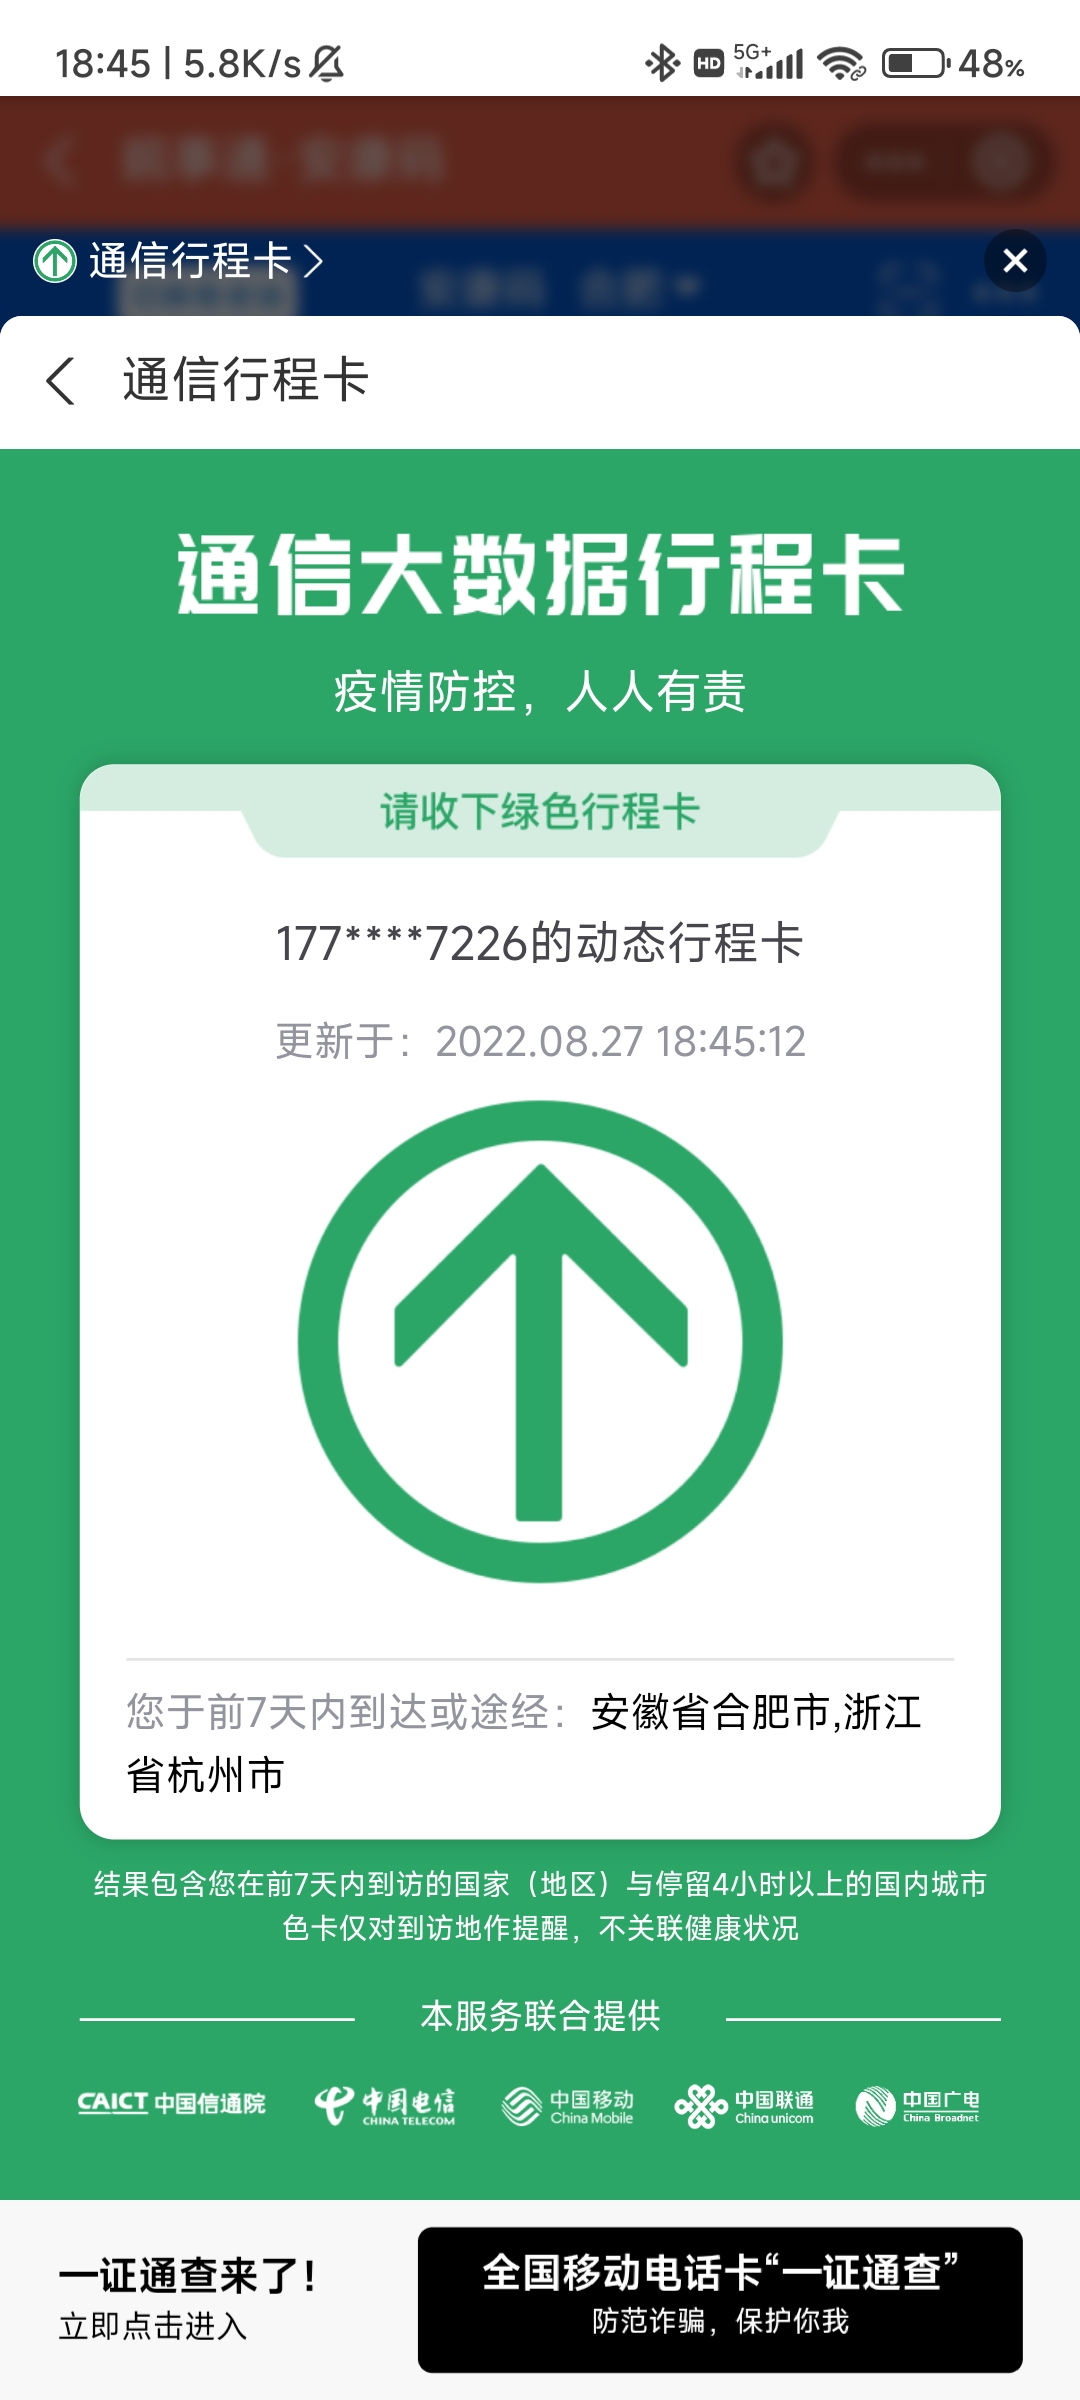 18:45 | 5.8K/s
HD 5G+ 48%
通信行程卡
通信行程卡
通信大数据行程卡
疫情防控，人人有责
请收下绿色行程卡
177****7226的动态行程卡
更新于：2022.08.27 18:45:12
您于前7天内到达或途经：安徽省合肥市,浙江
省杭州市
结果包含您在前7天内到访的国家（地区）与停留4小时以上的国内城市
色卡仅对到访地作提醒，不关联健康状况
本服务联合提供
CAICT 中国信通院
中国电信
CHINA TELECOM
中国移动
China Mobile
中国联通
China unicom
中国广电
China Broadnet
一证通查来了！
立即点击进入
全国移动电话卡“一证通查”
防范诈骗，保护你我